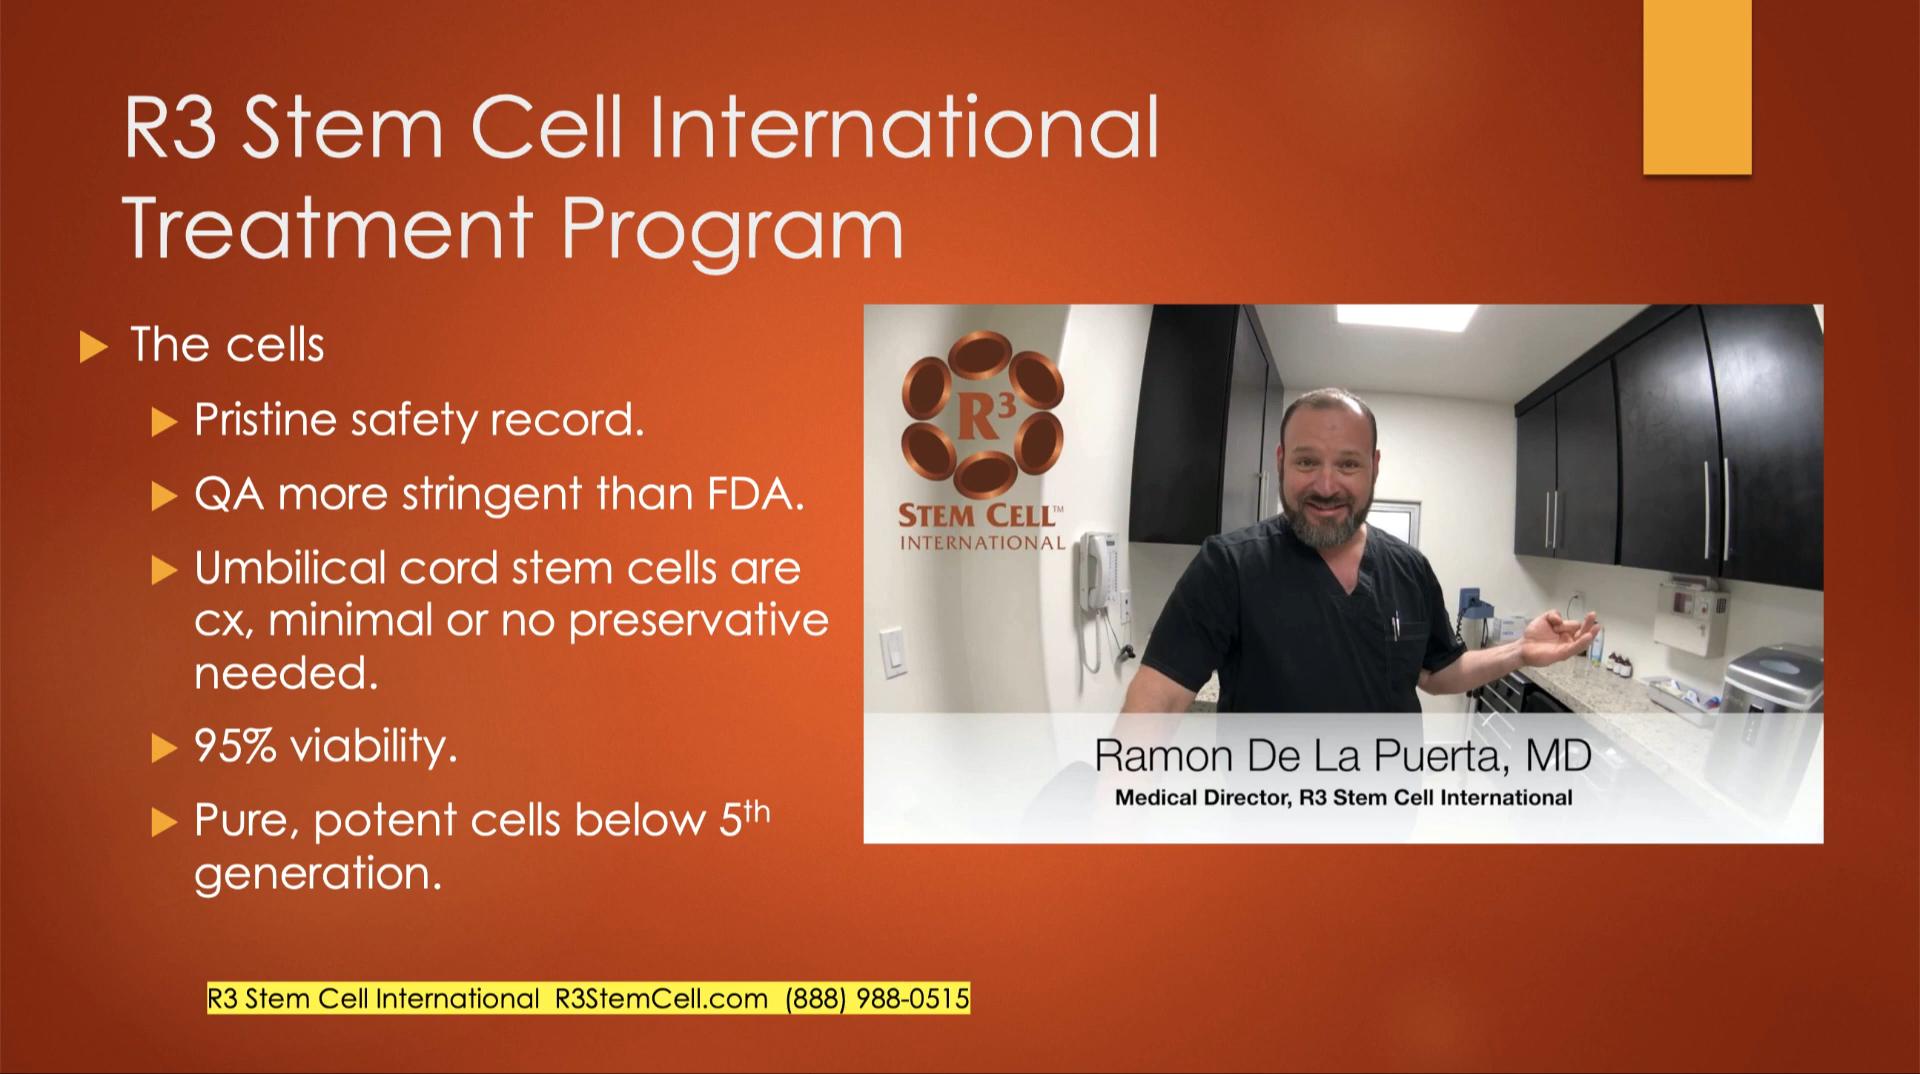 R3 Stem Cell International
Treatment Program
The cells
Pristine safety record.
QA more stringent than FDA.
Umbilical cord stem cells are
cx, minimal or no preservative
needed.
95% viability.
Pure, potent cells below 5th
generation.
R3
STEM CELL™
INTERNATIONAL
Ramon De La Puerta, MD
Medical Director, R3 Stem Cell International
R3 Stem Cell International R3StemCell.com (888) 988-0515